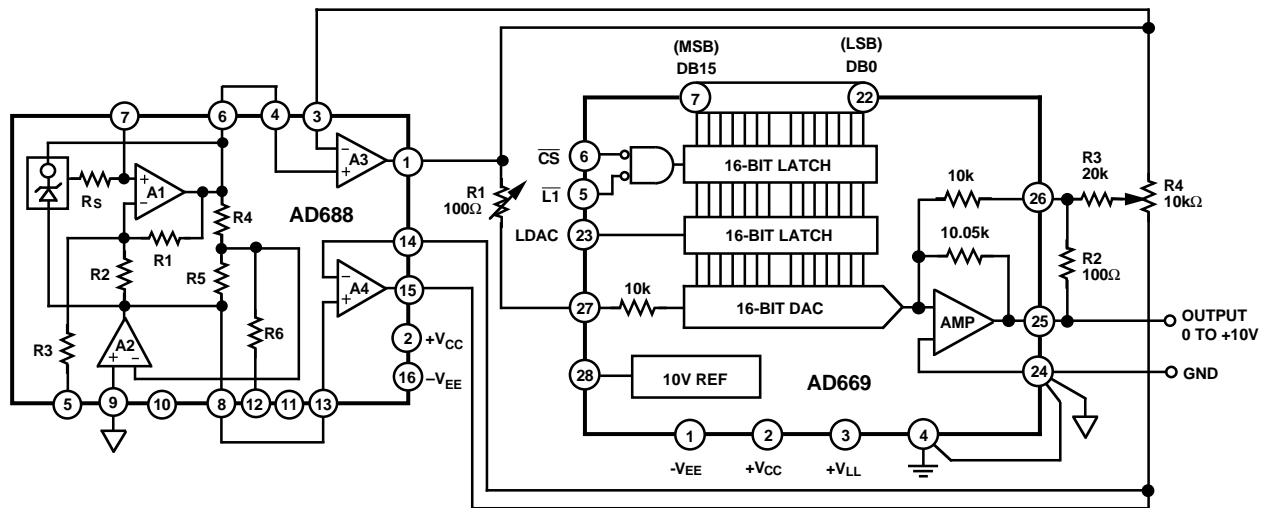 (MSB)
DB15
(LSB)
DB0
7
6
4
3
7
22
6
CS
5
L1
16-BIT LATCH
A3
1
A1
RS
R4
AD688
R1
100Ω
10k
26
R3
20k
R4
10kΩ
LDAC
23
16-BIT LATCH
10.05k
R2
R1
R5
14
R2
100Ω
A4
15
27
10k
16-BIT DAC
AMP
25
OUTPUT
0 TO +10V
R3
A2
R6
2
+VCC
16
–VEE
28
10V REF
AD669
24
GND
5
9
10
8
12
11
13
1
2
3
4
-VEE
+VCC
+VLL